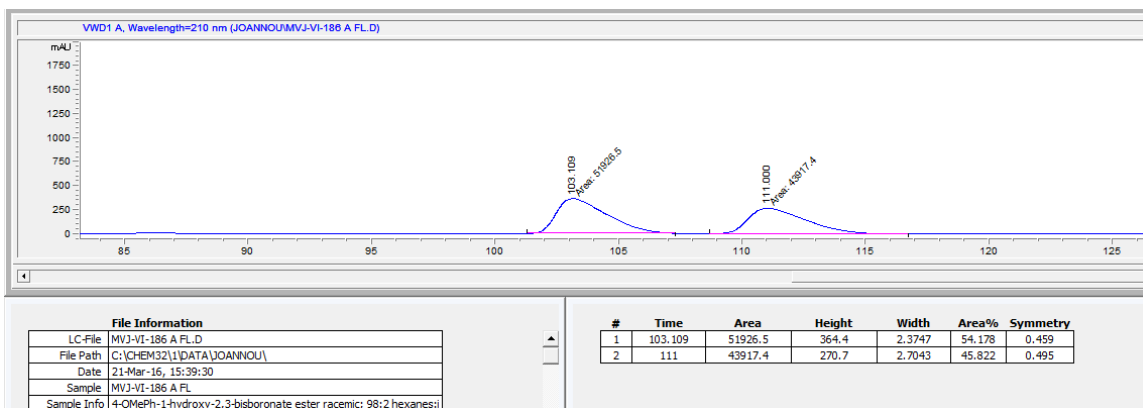 VWD1 A, Wavelength=210 nm (JOANNOU\MVJ-VI-186 A FL.D)
mAU
1750
1500
1250
1000
750
500
250
0
103.109
Area: 51926.5
111.000
Area: 43917.4
85 90 95 100 105 110 115 120 125
File Information
LC-File MVJ-VI-186 A FL.D
File Path C:\CHEM32\1\DATA\JOANNOU\
Date 21-Mar-16, 15:39:30
Sample MVJ-VI-186 A FL
Sample Info 4-OMePh-1-hydroxy-2,3-bisboronate ester racemic; 98:2 hexanes:i
# Time Area Height Width Area% Symmetry
1 103.109 51926.5 364.4 2.3747 54.178 0.459
2 111 43917.4 270.7 2.7043 45.822 0.495